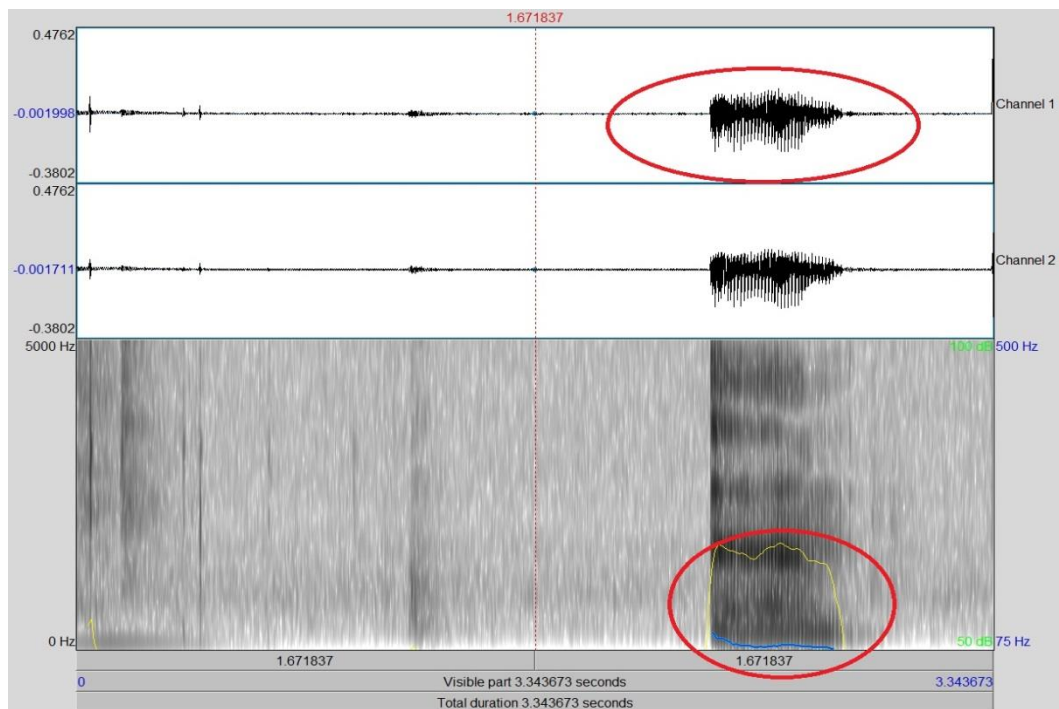 1.671837
0.4762
-0.001998
Channel 1
-0.3802
0.4762
-0.001711
Channel 2
-0.3802
5000 Hz 100 dB 500 Hz
0 Hz 50 dB 75 Hz
1.671837 1.671837
0 Visible part 3.343673 seconds 3.343673
Total duration 3.343673 seconds